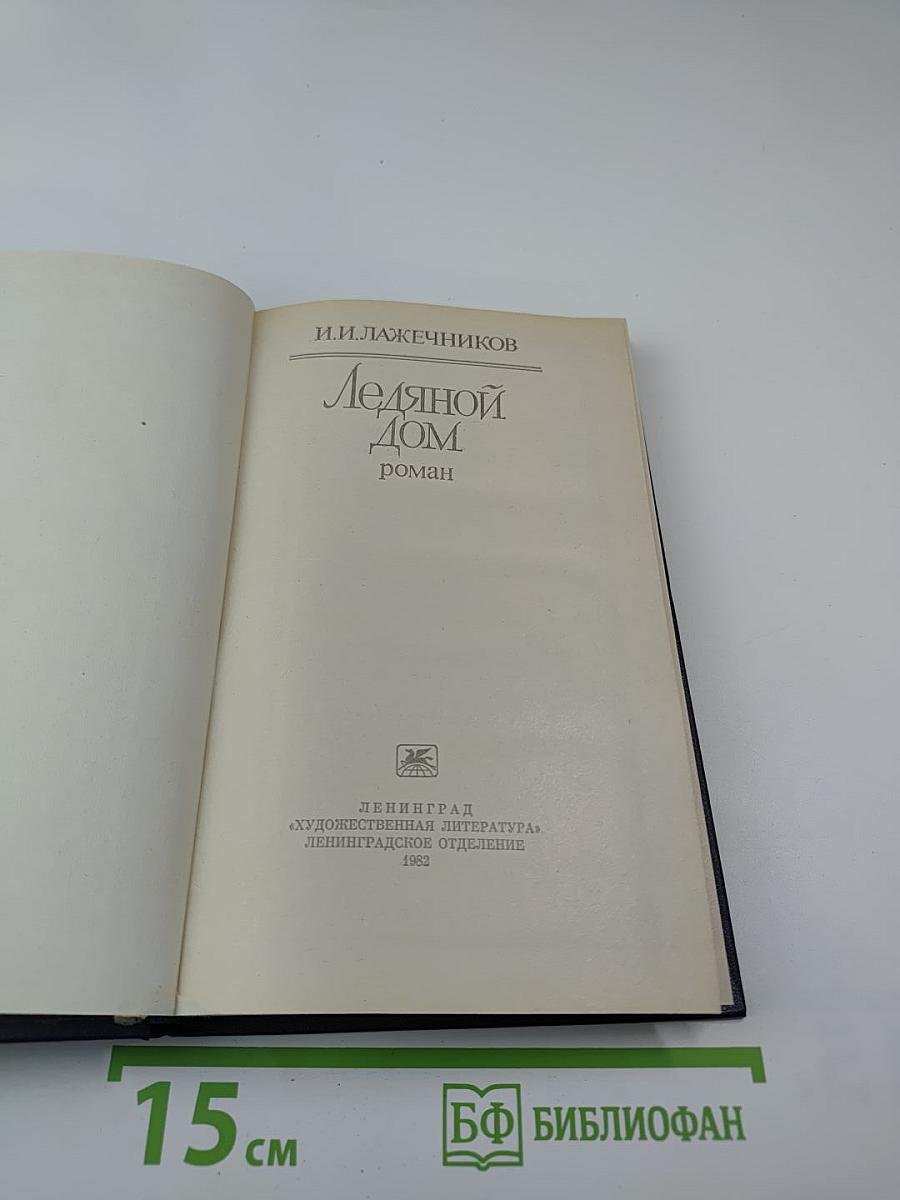 И.И.ЛАЖЕЧНИКОВ
Ледяной
дом
роман
ЛЕНИНГРАД
«ХУДОЖЕСТВЕННАЯ ЛИТЕРАТУРА».
ЛЕНИНГРАДСКОЕ ОТДЕЛЕНИЕ
1982
15 см
БФ БИБЛИОФАН